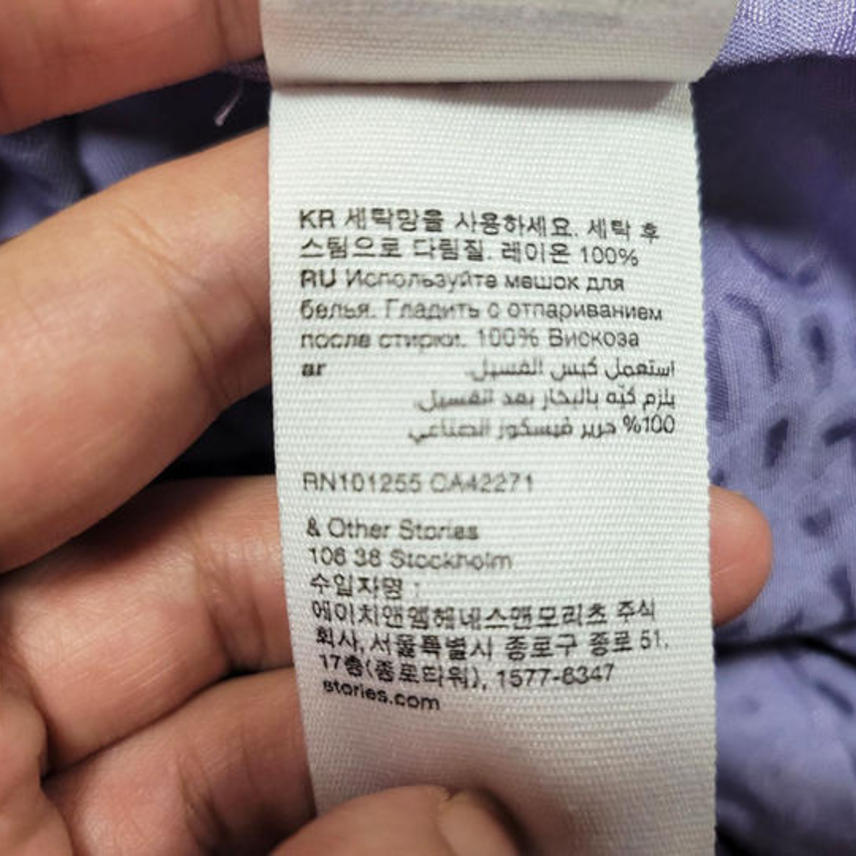 KR 세탁망을 사용하세요. 세탁 후
스팀으로 다림질. 레이온 100%
RU Используйте мешок для
белья. Гладить с отпариванием
после стирки. 100% Вискоза
ar استعمل كيس الغسيل.
يلزم كيّه بالبخار بعد الغسيل.
100% حرير فيسكوز الصناعي
RN101255 CA42271
& Other Stories
106 38 Stockholm
수입자명 :
에이치앤엠헤네스앤모리츠 주식
회사, 서울특별시 종로구 종로 51,
17층(종로타워), 1577-6347
stories.com